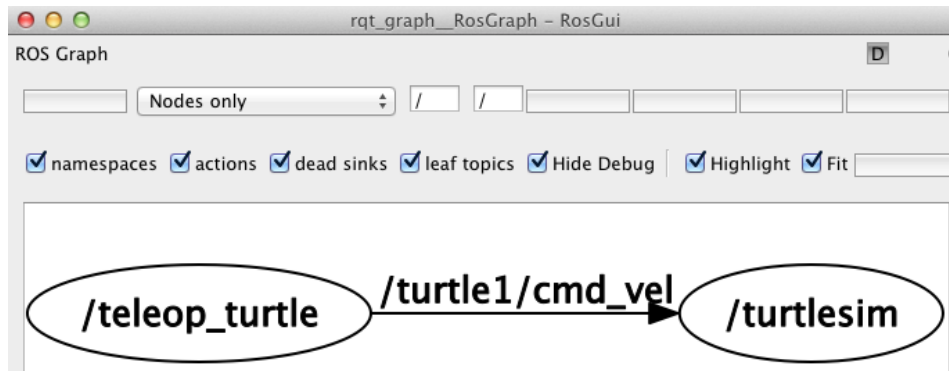 rqt_graph__RosGraph - RosGui
ROS Graph D
Nodes only / /
namespaces actions dead sinks leaf topics Hide Debug Highlight Fit
/teleop_turtle /turtle1/cmd_vel /turtlesim